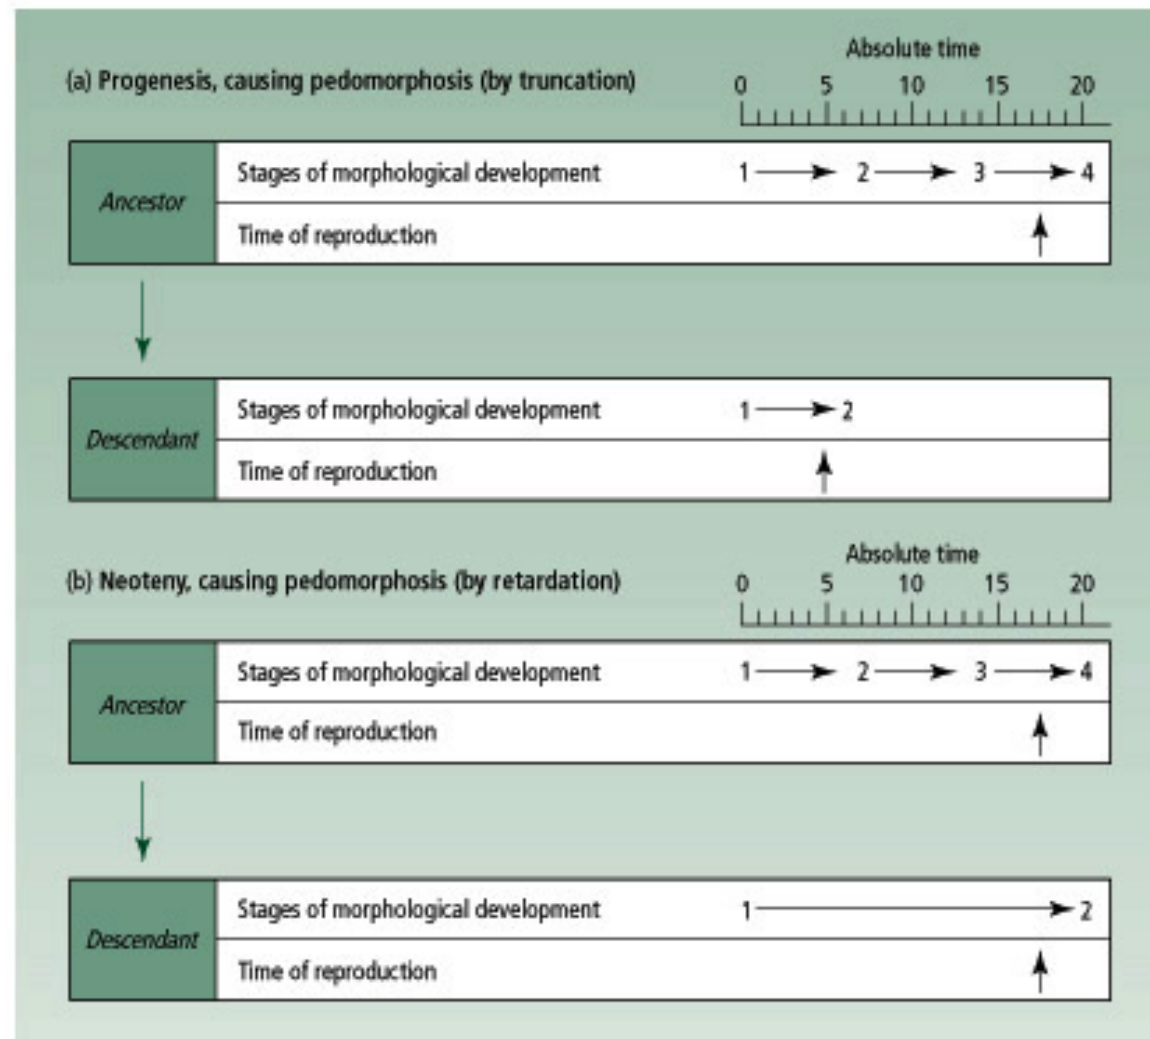 Absolute time
(a) Progenesis, causing pedomorphosis (by truncation)
0 5 10 15 20
Ancestor
Stages of morphological development
1 2 3 4
Time of reproduction
Descendant
Stages of morphological development
1 2
Time of reproduction
Absolute time
(b) Neoteny, causing pedomorphosis (by retardation)
0 5 10 15 20
Ancestor
Stages of morphological development
1 2 3 4
Time of reproduction
Descendant
Stages of morphological development
1 2
Time of reproduction